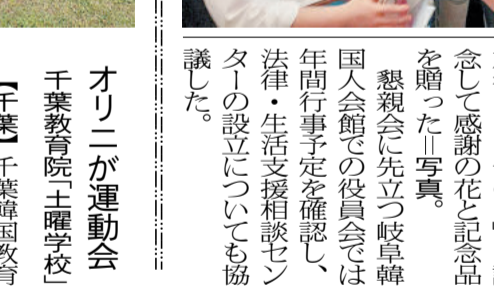 念して感謝の花と記念品
を贈った＝写真。
懇親会に先立つ岐阜韓
国人会館での役員会では
年間行事予定を確認し、
法律・生活支援相談セン
ターの設立についても協
議した。
オリニが運動会
千葉教育院「土曜学校」
【千葉】千葉韓国教育